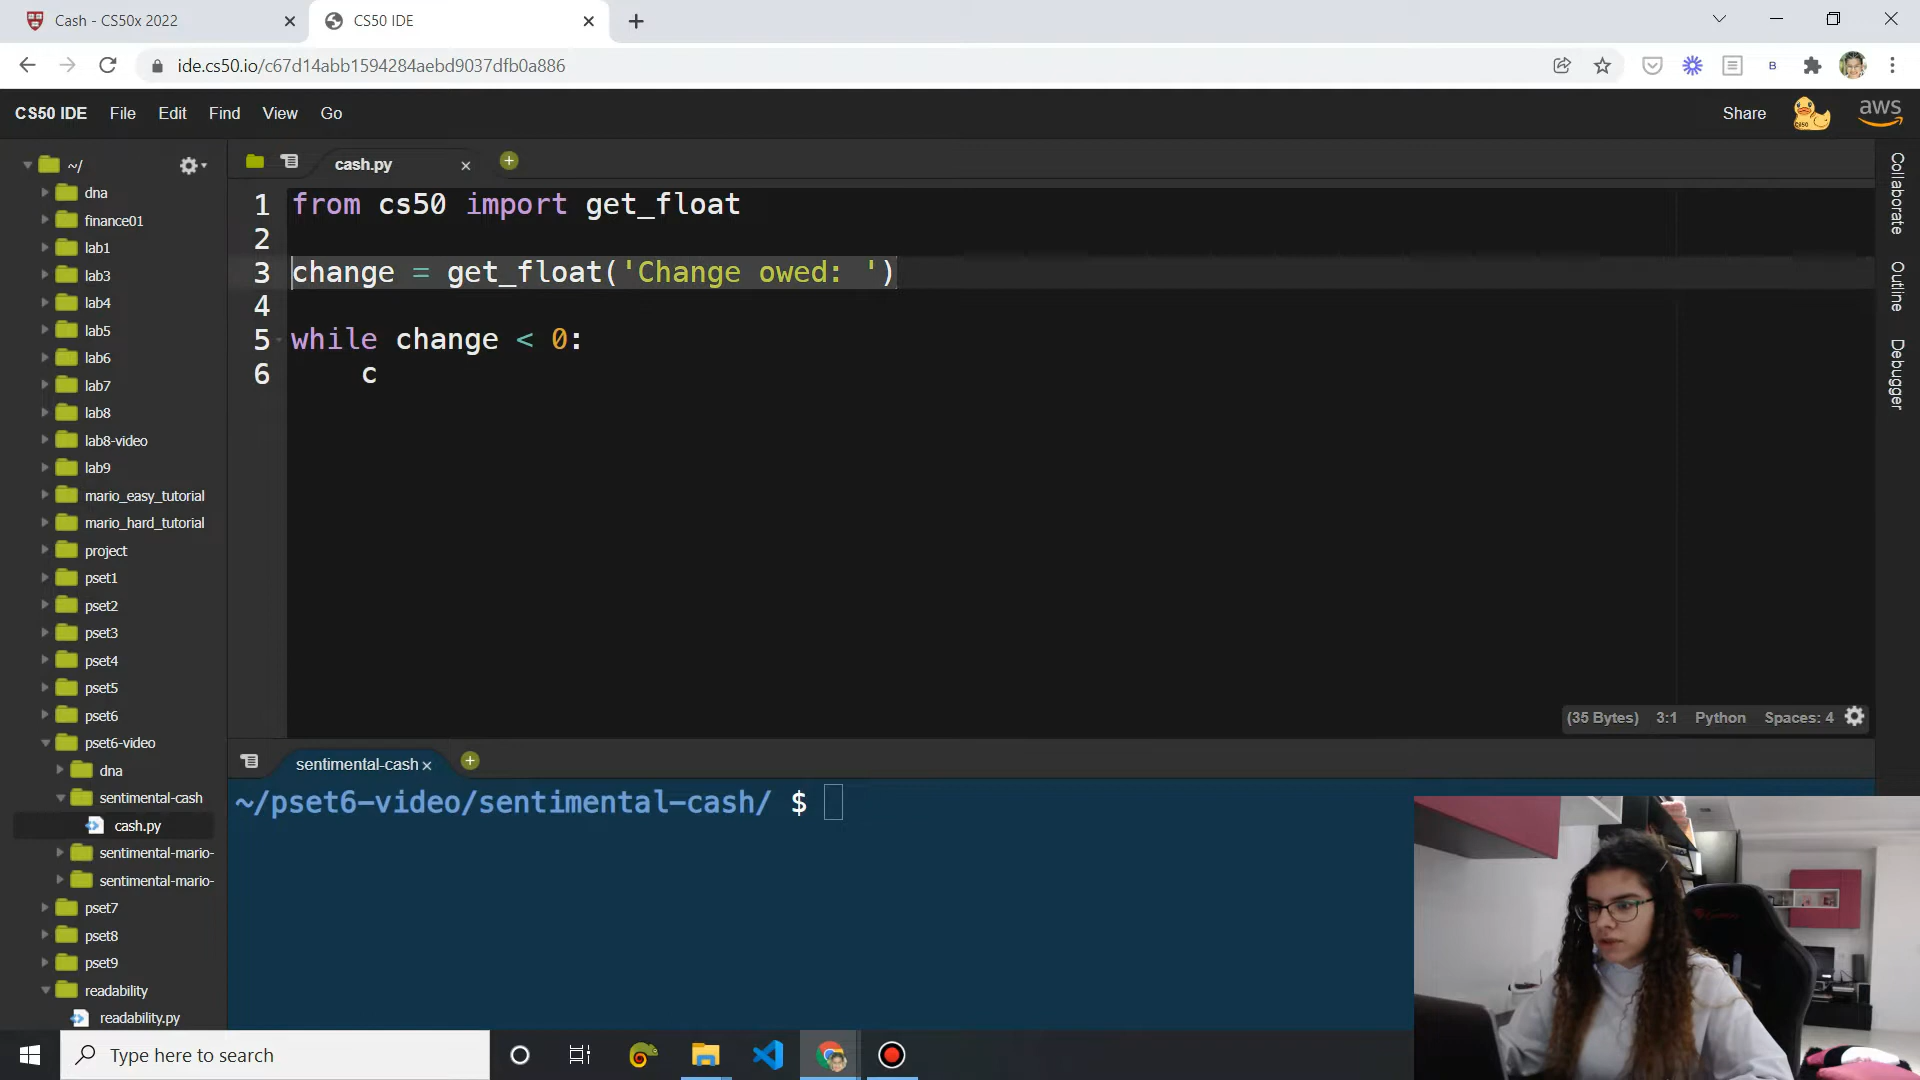 Cash - CS50x 2022
CS50 IDE
ide.cs50.io/c67d14abb1594284aebd9037dfb0a886
B
CS50 IDE File Edit Find View Go
Share
CS50
aws
~/
dna
finance01
lab1
lab3
lab4
lab5
lab6
lab7
lab8
lab8-video
lab9
mario_easy_tutorial
mario_hard_tutorial
project
pset1
pset2
pset3
pset4
pset5
pset6
pset6-video
dna
sentimental-cash
cash.py
sentimental-mario-
sentimental-mario-
pset7
pset8
pset9
readability
readability.py
cash.py
1 from cs50 import get_float
2
3 change = get_float('Change owed: ')
4
5 while change < 0:
6 c
(35 Bytes) 3:1 Python Spaces: 4
Collaborate
Outline
Debugger
sentimental-cash
~/pset6-video/sentimental-cash/ $
Type here to search